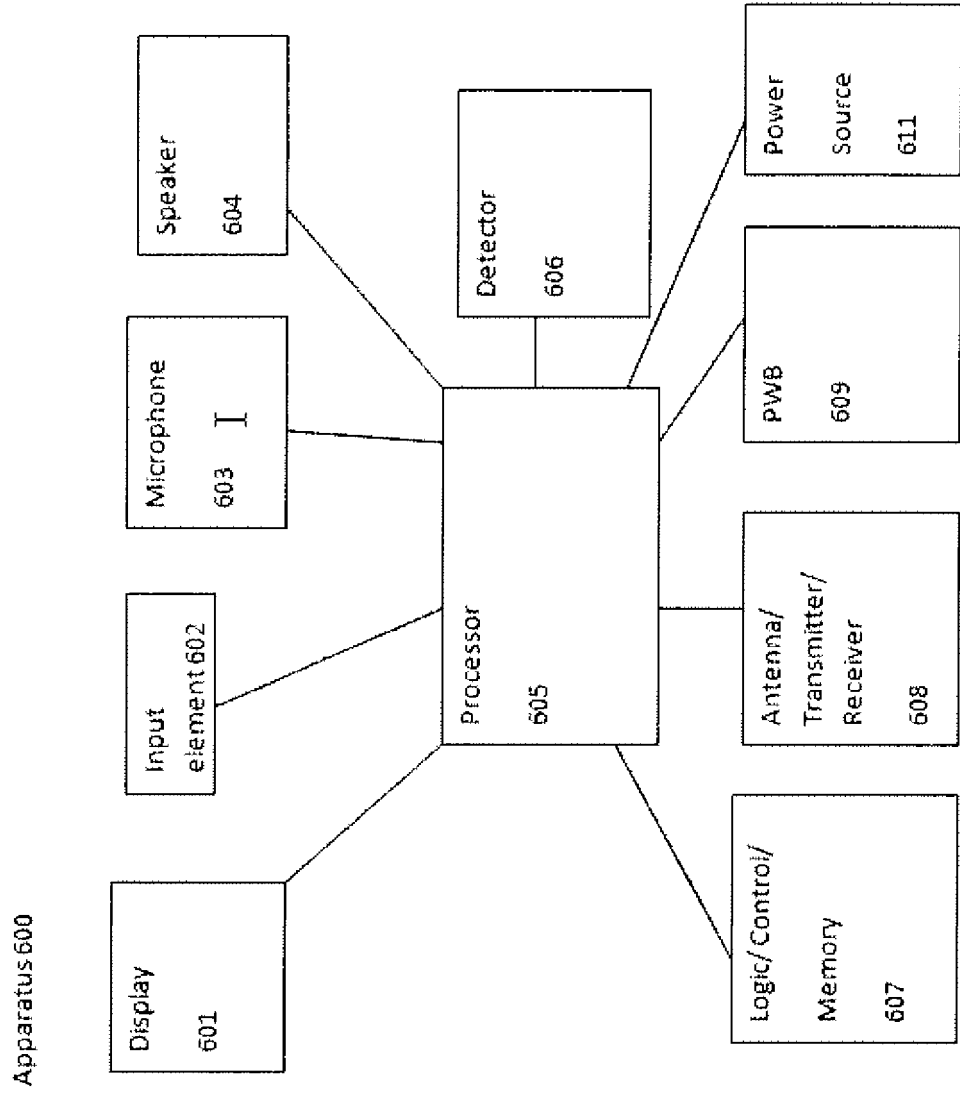 Apparatus 600
Display
601
Input
element 602
Microphone
603
Speaker
604
Processor
605
Detector
606
Logic/ Control/
Memory
607
Antenna/
Transmitter/
Receiver
608
PWB
609
Power
Source
611